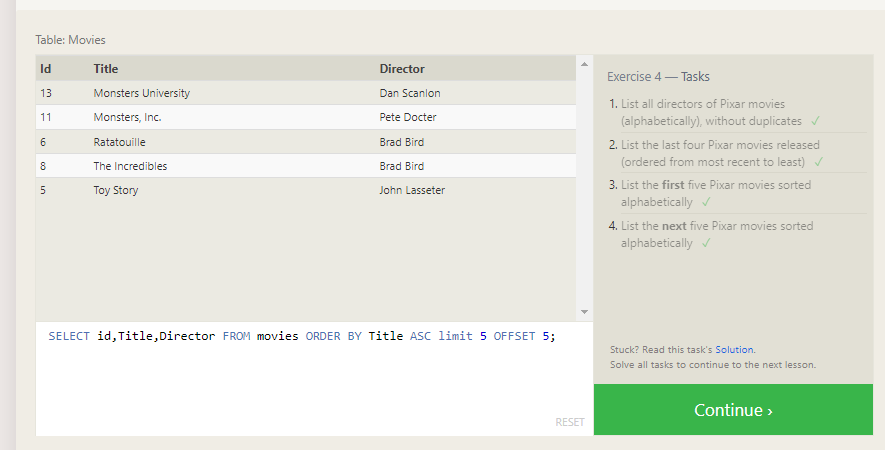 Table: Movies
Id Title Director
13 Monsters University Dan Scanlon
11 Monsters, Inc. Pete Docter
6 Ratatouille Brad Bird
8 The Incredibles Brad Bird
5 Toy Story John Lasseter
SELECT id,Title,Director FROM movies ORDER BY Title ASC limit 5 OFFSET 5;
RESET
Exercise 4 — Tasks
1. List all directors of Pixar movies
(alphabetically), without duplicates ✓
2. List the last four Pixar movies released
(ordered from most recent to least) ✓
3. List the first five Pixar movies sorted
alphabetically ✓
4. List the next five Pixar movies sorted
alphabetically ✓
Stuck? Read this task's Solution.
Solve all tasks to continue to the next lesson.
Continue ›